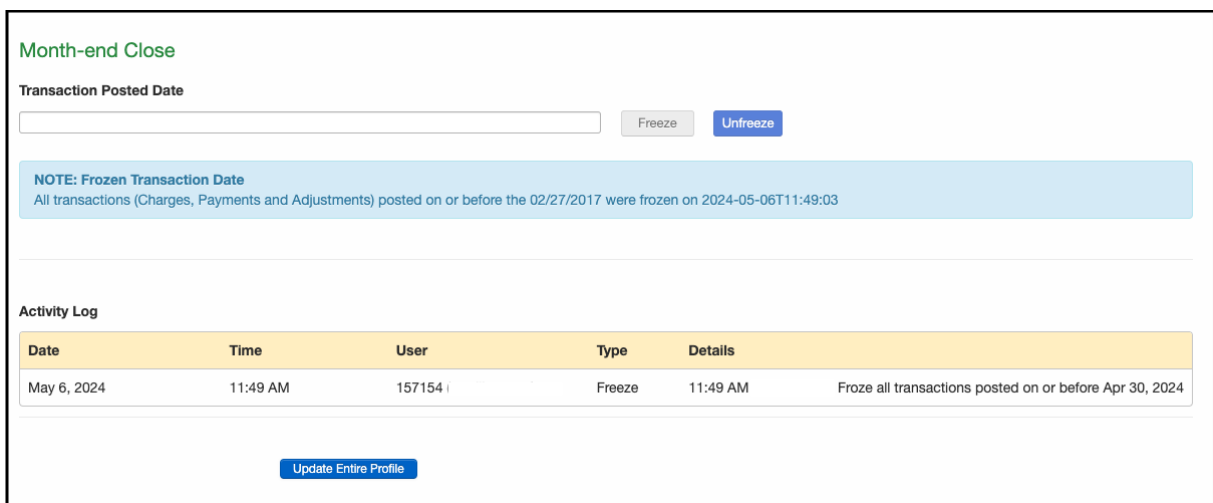 Month-end Close
Transaction Posted Date
Freeze Unfreeze
NOTE: Frozen Transaction Date
All transactions (Charges, Payments and Adjustments) posted on or before the 02/27/2017 were frozen on 2024-05-06T11:49:03
Activity Log
Date Time User Type Details
May 6, 2024 11:49 AM 157154 Freeze 11:49 AM Froze all transactions posted on or before Apr 30, 2024
Update Entire Profile